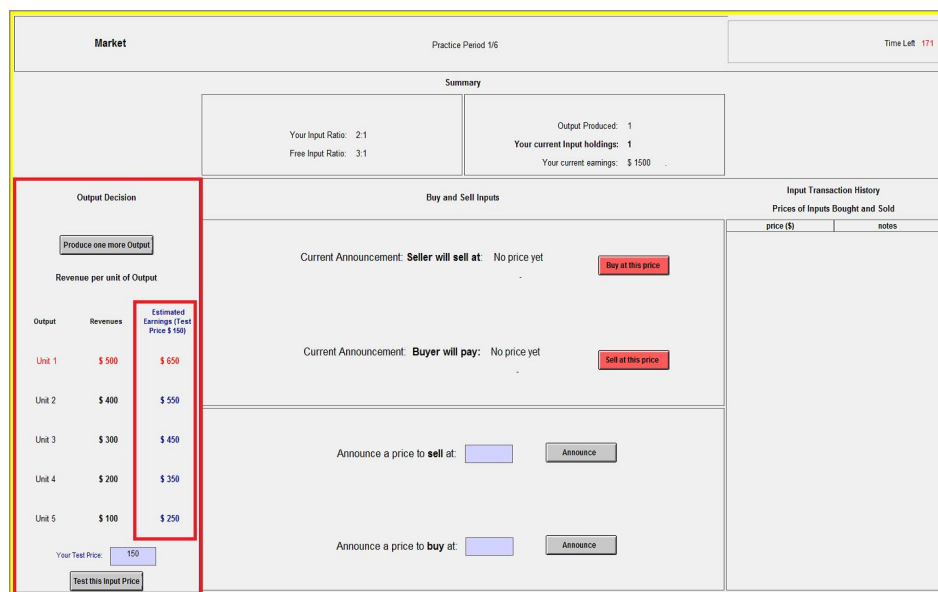 Market
Practice Period 1/6
Time Left 171
Summary
Your Input Ratio: 2:1
Free Input Ratio: 3:1
Output Produced: 1
Your current Input holdings: 1
Your current earnings: $ 1500
Output Decision
Produce one more Output
Revenue per unit of Output
Output Revenues Estimated Earnings (Test Price $ 150)
Unit 1 $ 500 $ 650
Unit 2 $ 400 $ 550
Unit 3 $ 300 $ 450
Unit 4 $ 200 $ 350
Unit 5 $ 100 $ 250
Your Test Price: 150
Test this Input Price
Buy and Sell Inputs
Current Announcement: Seller will sell at: No price yet
-
Buy at this price
Current Announcement: Buyer will pay: No price yet
-
Sell at this price
Announce a price to sell at:
Announce
Announce a price to buy at:
Announce
Input Transaction History
Prices of Inputs Bought and Sold
price ($) notes